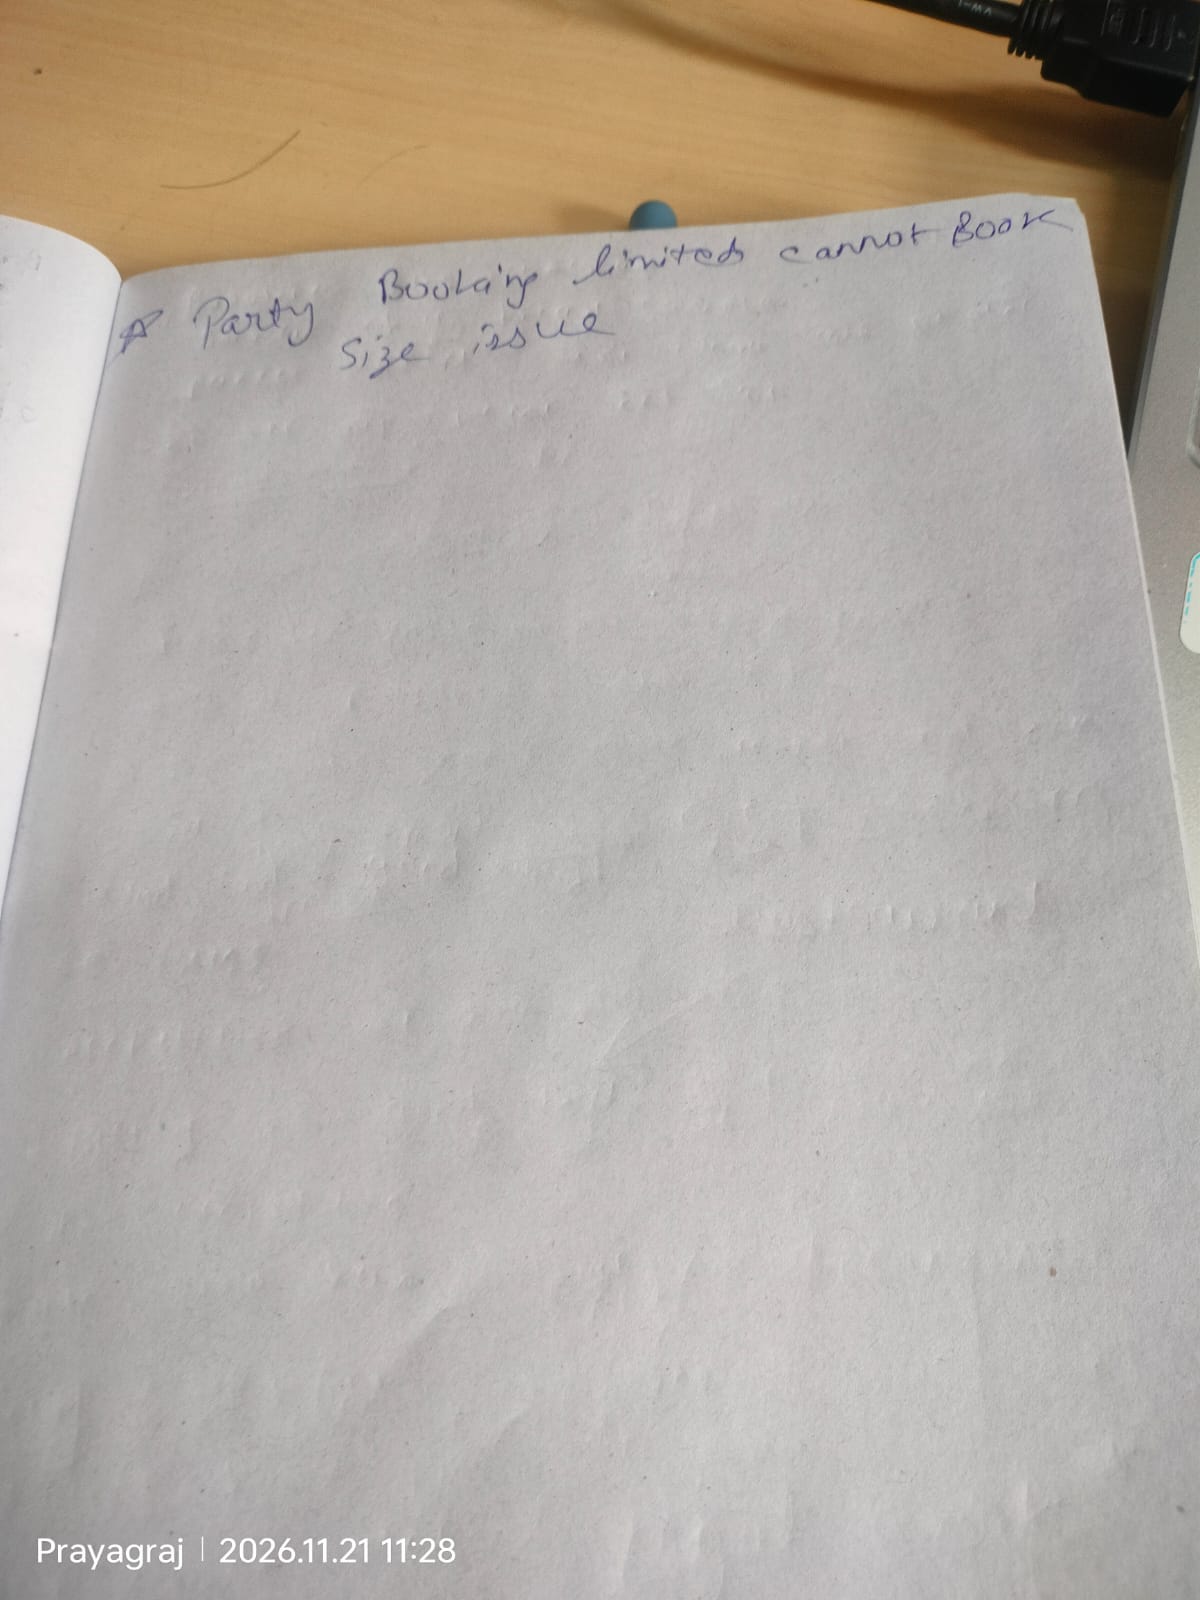 ☆ Party Booking limited cannot Book
Size issue
Prayagraj | 2026.11.21 11:28